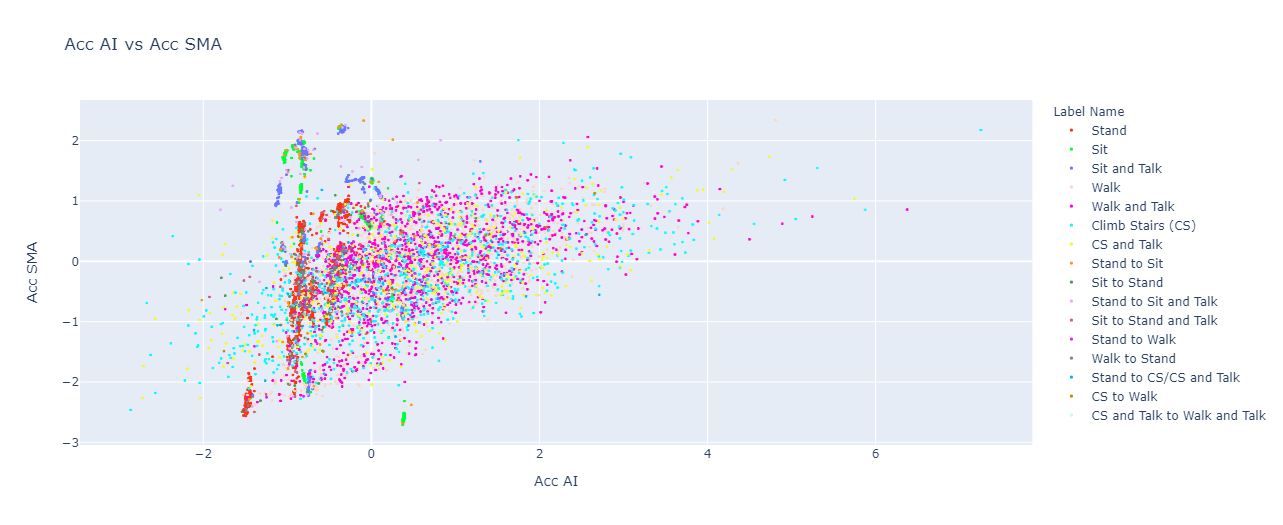 Acc AI vs Acc SMA
Acc SMA
2
1
0
−1
−2
−3
−2
0
2
4
6
Acc AI
Label Name
Stand
Sit
Sit and Talk
Walk
Walk and Talk
Climb Stairs (CS)
CS and Talk
Stand to Sit
Sit to Stand
Stand to Sit and Talk
Sit to Stand and Talk
Stand to Walk
Walk to Stand
Stand to CS/CS and Talk
CS to Walk
CS and Talk to Walk and Talk